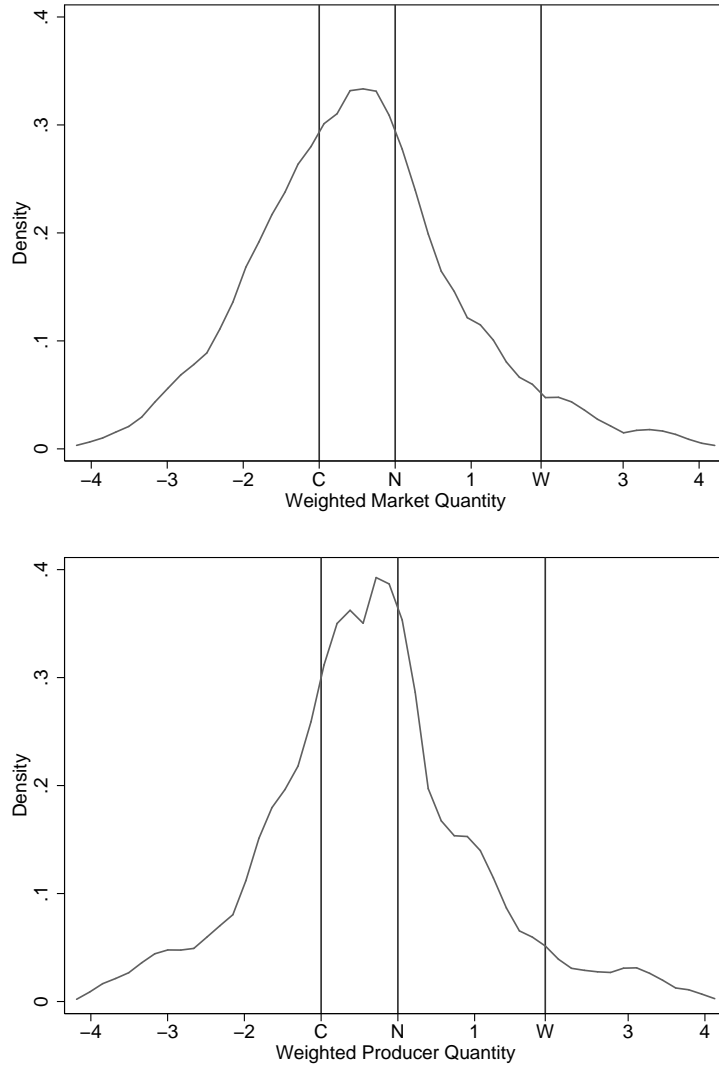 .4
.3
.2
.1
0
Density
−4 −3 −2 C N 1 W 3 4
Weighted Market Quantity
.4
.3
.2
.1
0
Density
−4 −3 −2 C N 1 W 3 4
Weighted Producer Quantity